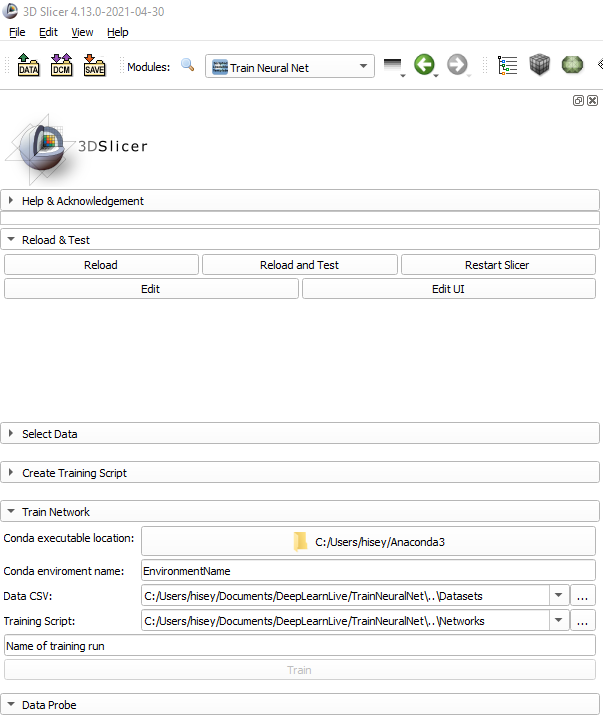 3D Slicer 4.13.0-2021-04-30
File Edit View Help
DATA DCM SAVE Modules: Train Neural Net
3DSlicer
Help & Acknowledgement
Reload & Test
Reload Reload and Test Restart Slicer
Edit Edit UI
Select Data
Create Training Script
Train Network
Conda executable location: C:/Users/hisey/Anaconda3
Conda enviroment name: EnvironmentName
Data CSV: C:/Users/hisey/Documents/DeepLearnLive/TrainNeuralNet\..\Datasets ...
Training Script: C:/Users/hisey/Documents/DeepLearnLive/TrainNeuralNet\..\Networks ...
Name of training run
Train
Data Probe